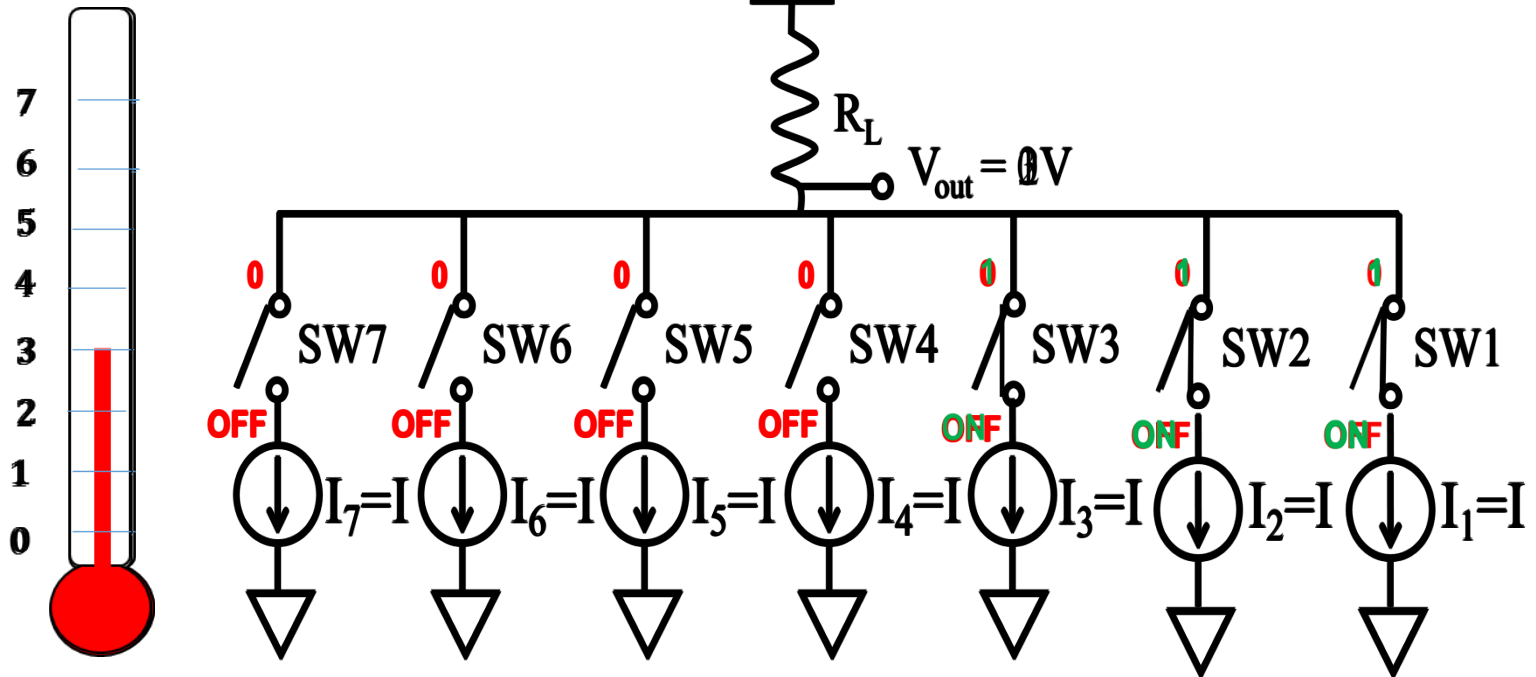 7
6
5
4
3
2
1
0
R_L
V_out = V
0 0 0 0
SW7 SW6 SW5 SW4 SW3 SW2 SW1
OFF OFF OFF OFF
I_7=I I_6=I I_5=I I_4=I I_3=I I_2=I I_1=I